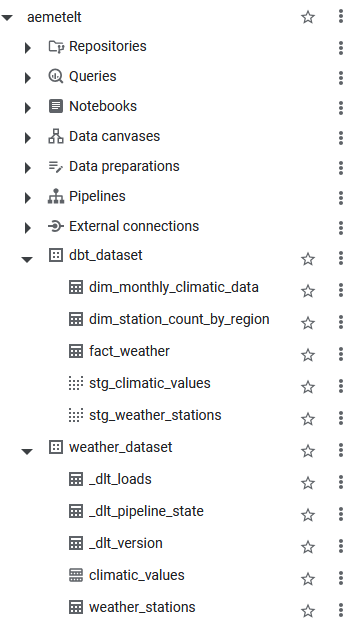 aemetelt
Repositories
Queries
Notebooks
Data canvases
Data preparations
Pipelines
External connections
dbt_dataset
dim_monthly_climatic_data
dim_station_count_by_region
fact_weather
stg_climatic_values
stg_weather_stations
weather_dataset
_dlt_loads
_dlt_pipeline_state
_dlt_version
climatic_values
weather_stations